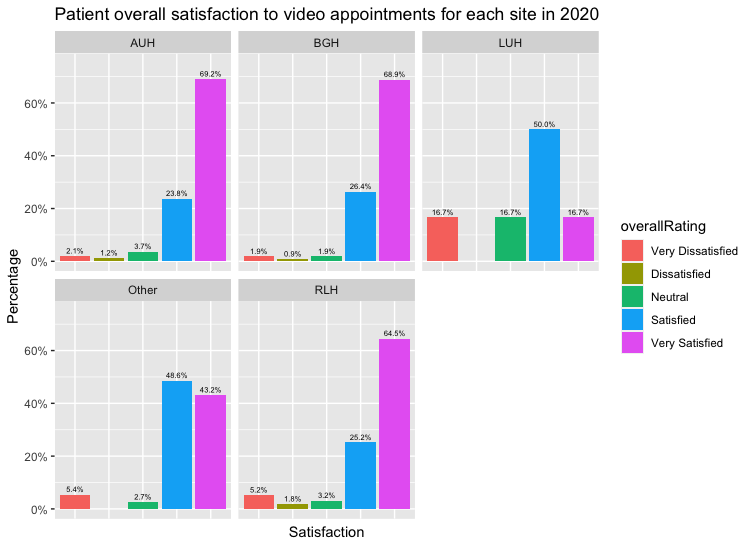 Patient overall satisfaction to video appointments for each site in 2020
AUH
BGH
LUH
69.2%
68.9%
60%
50.0%
40%
23.8%
26.4%
20%
16.7%
16.7%
16.7%
2.1%
1.2%
3.7%
1.9%
0.9%
1.9%
0%
Percentage
Other
RLH
64.5%
60%
48.6%
43.2%
40%
25.2%
20%
5.4%
2.7%
5.2%
1.8%
3.2%
0%
Satisfaction
overallRating
Very Dissatisfied
Dissatisfied
Neutral
Satisfied
Very Satisfied